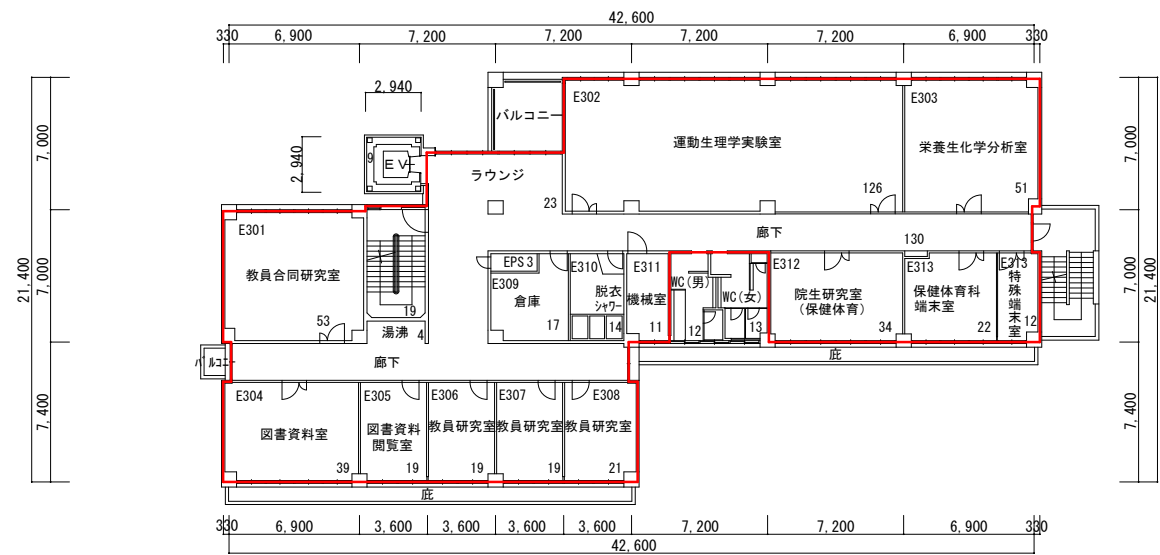 42,600
330 6,900 7,200 7,200 7,200 7,200 6,900 330
2,940
7,000
7,000
7,400
21,400
2,940
9
EV
バルコニー
ラウンジ
23
E302
運動生理学実験室
126
E303
栄養生化学分析室
51
7,000
7,000
7,400
21,400
E301
教員合同研究室
53
19
湯沸
4
廊下
130
EPS 3
E309
倉庫
17
E310
脱衣
シャワー
14
E311
機械室
11
WC(男)
12
WC(女)
13
E312
院生研究室
(保健体育)
34
E313
保健体育科
端末室
22
E313
特殊端末室
12
庇
バルコニー
廊下
E304
図書資料室
39
E305
図書資料
閲覧室
19
E306
教員研究室
19
E307
教員研究室
19
E308
教員研究室
21
庇
330 6,900 3,600 3,600 3,600 3,600 7,200 7,200 6,900 330
42,600